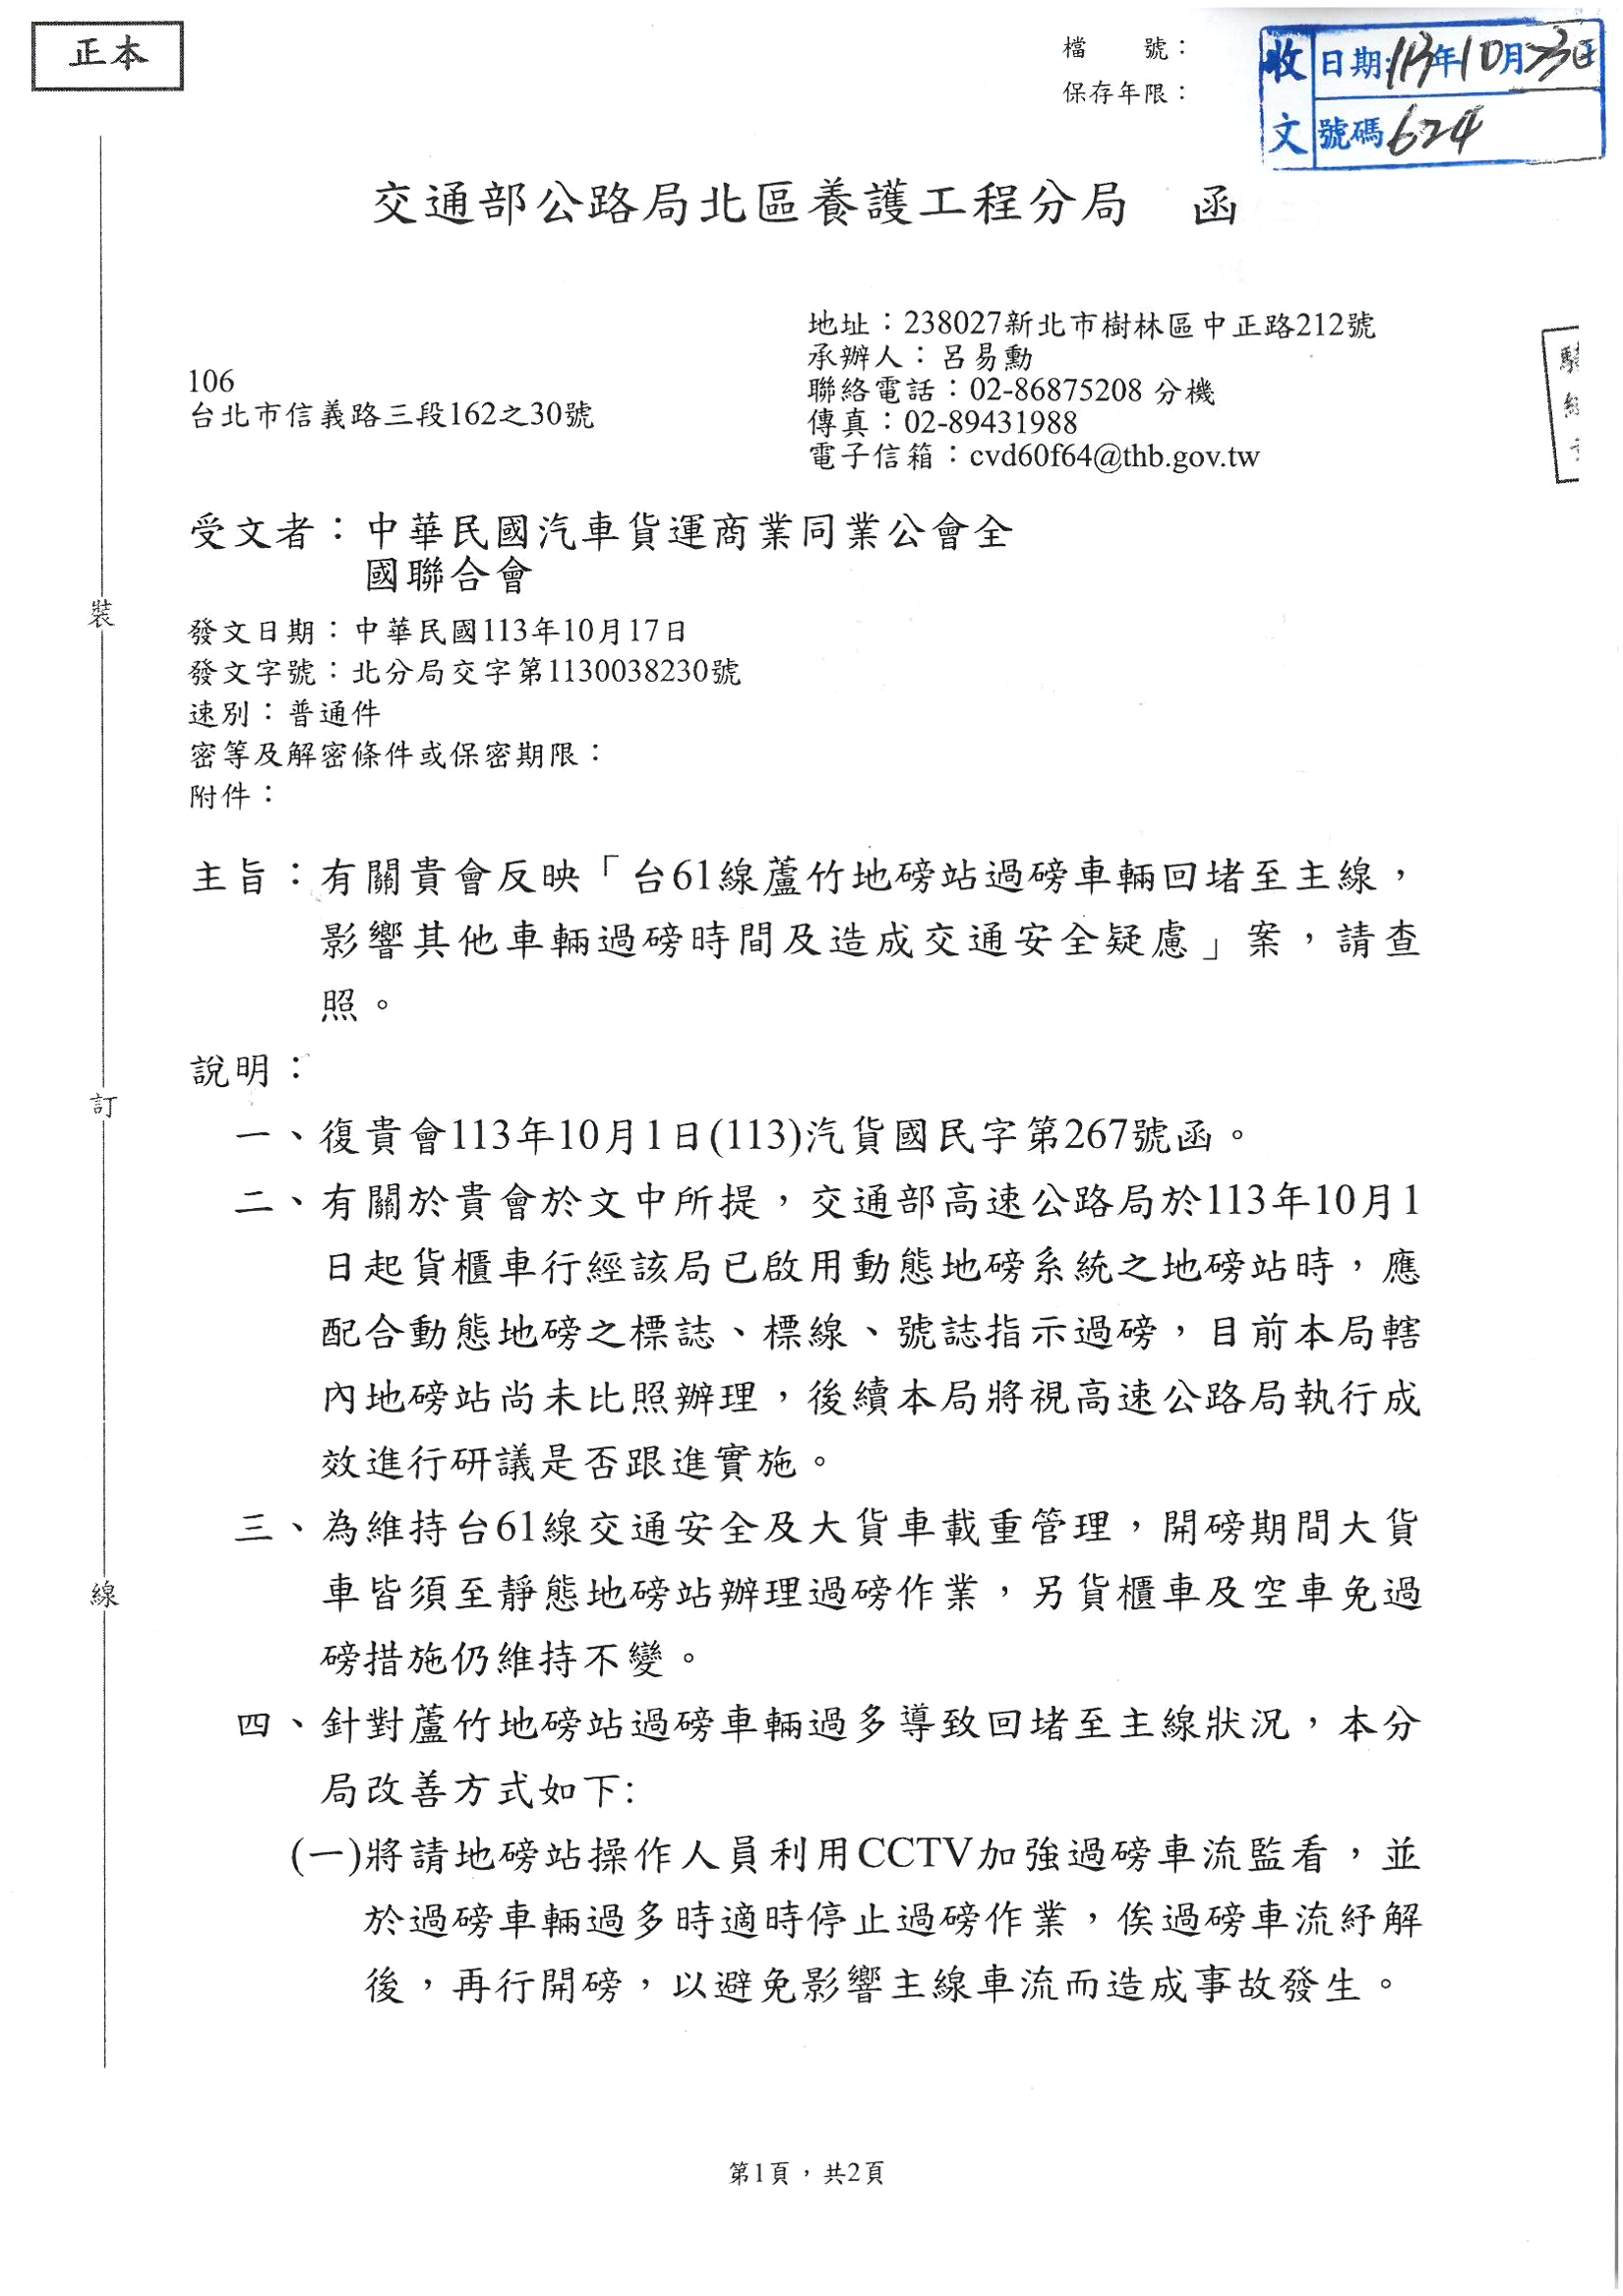 正本
檔　　號：
保存年限：
收文
日期：113年10月23日
號碼 624
交通部公路局北區養護工程分局　函
地址：238027新北市樹林區中正路212號
承辦人：呂易勳
聯絡電話：02-86875208 分機
傳真：02-89431988
電子信箱：cvd60f64@thb.gov.tw
106
台北市信義路三段162之30號
受文者：中華民國汽車貨運商業同業公會全
國聯合會
發文日期：中華民國113年10月17日
發文字號：北分局交字第1130038230號
速別：普通件
密等及解密條件或保密期限：
附件：
主旨：有關貴會反映「台61線蘆竹地磅站過磅車輛回堵至主線，
影響其他車輛過磅時間及造成交通安全疑慮」案，請查
照。
說明：
一、復貴會113年10月1日(113)汽貨國民字第267號函。
二、有關於貴會於文中所提，交通部高速公路局於113年10月1
日起貨櫃車行經該局已啟用動態地磅系統之地磅站時，應
配合動態地磅之標誌、標線、號誌指示過磅，目前本局轄
內地磅站尚未比照辦理，後續本局將視高速公路局執行成
效進行研議是否跟進實施。
三、為維持台61線交通安全及大貨車載重管理，開磅期間大貨
車皆須至靜態地磅站辦理過磅作業，另貨櫃車及空車免過
磅措施仍維持不變。
四、針對蘆竹地磅站過磅車輛過多導致回堵至主線狀況，本分
局改善方式如下:
(一)將請地磅站操作人員利用CCTV加強過磅車流監看，並
於過磅車輛過多時適時停止過磅作業，俟過磅車流紓解
後，再行開磅，以避免影響主線車流而造成事故發生。
裝
訂
線
第1頁，共2頁